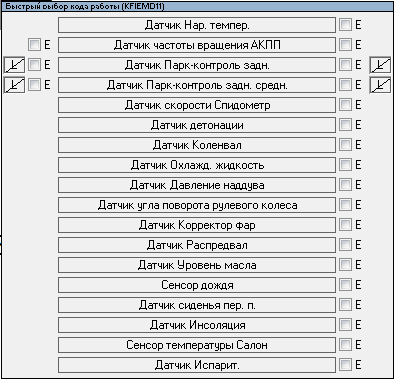 Быстрый выбор кода работы (KFIEMD11)
Датчик Нар. темпер. E
E Датчик частоты вращения АКПП E
E Датчик Парк-контроль задн. E
E Датчик Парк-контроль задн. средн. E
Датчик скорости Спидометр E
Датчик детонации E
Датчик Коленвал E
Датчик Охлажд. жидкость E
Датчик Давление наддува E
Датчик угла поворота рулевого колеса E
Датчик Корректор фар E
Датчик Распредвал E
Датчик Уровень масла E
Сенсор дождя E
Датчик сиденья пер. п. E
Датчик Инсоляция E
Сенсор температуры Салон E
Датчик Испарит. E